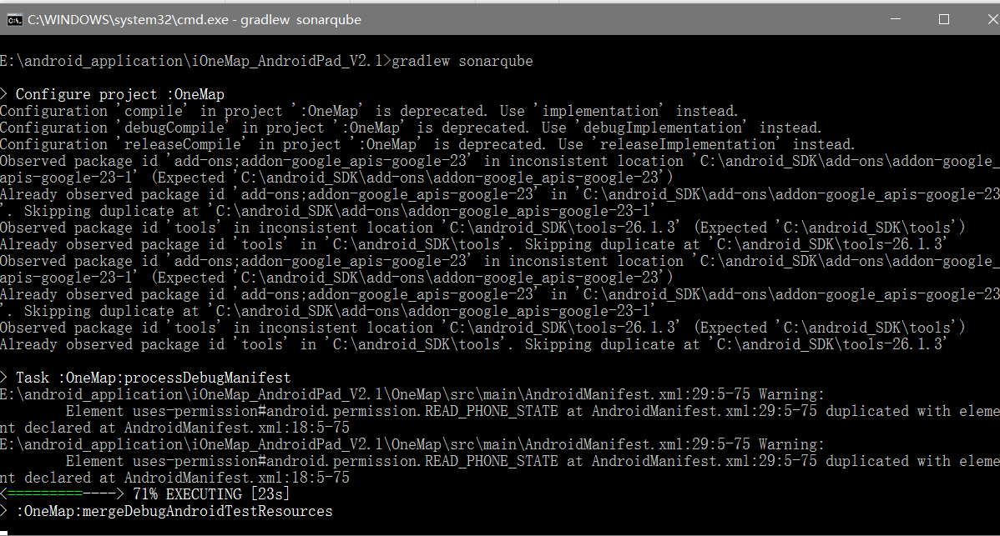 C:\WINDOWS\system32\cmd.exe - gradlew  sonarqube
E:\android_application\iOneMap_AndroidPad_V2.1>gradlew sonarqube
> Configure project :OneMap
Configuration 'compile' in project ':OneMap' is deprecated. Use 'implementation' instead.
Configuration 'debugCompile' in project ':OneMap' is deprecated. Use 'debugImplementation' instead.
Configuration 'releaseCompile' in project ':OneMap' is deprecated. Use 'releaseImplementation' instead.
Observed package id 'add-ons;addon-google_apis-google-23' in inconsistent location 'C:\android_SDK\add-ons\addon-google_
apis-google-23-1' (Expected 'C:\android_SDK\add-ons\addon-google_apis-google-23')
Already observed package id 'add-ons;addon-google_apis-google-23' in 'C:\android_SDK\add-ons\addon-google_apis-google-23
'. Skipping duplicate at 'C:\android_SDK\add-ons\addon-google_apis-google-23-1'
Observed package id 'tools' in inconsistent location 'C:\android_SDK\tools-26.1.3' (Expected 'C:\android_SDK\tools')
Already observed package id 'tools' in 'C:\android_SDK\tools'. Skipping duplicate at 'C:\android_SDK\tools-26.1.3'
Observed package id 'add-ons;addon-google_apis-google-23' in inconsistent location 'C:\android_SDK\add-ons\addon-google_
apis-google-23-1' (Expected 'C:\android_SDK\add-ons\addon-google_apis-google-23')
Already observed package id 'add-ons;addon-google_apis-google-23' in 'C:\android_SDK\add-ons\addon-google_apis-google-23
'. Skipping duplicate at 'C:\android_SDK\add-ons\addon-google_apis-google-23-1'
Observed package id 'tools' in inconsistent location 'C:\android_SDK\tools-26.1.3' (Expected 'C:\android_SDK\tools')
Already observed package id 'tools' in 'C:\android_SDK\tools'. Skipping duplicate at 'C:\android_SDK\tools-26.1.3'
> Task :OneMap:processDebugManifest
E:\android_application\iOneMap_AndroidPad_V2.1\OneMap\src\main\AndroidManifest.xml:29:5-75 Warning:
Element uses-permission#android.permission.READ_PHONE_STATE at AndroidManifest.xml:29:5-75 duplicated with eleme
nt declared at AndroidManifest.xml:18:5-75
E:\android_application\iOneMap_AndroidPad_V2.1\OneMap\src\main\AndroidManifest.xml:29:5-75 Warning:
Element uses-permission#android.permission.READ_PHONE_STATE at AndroidManifest.xml:29:5-75 duplicated with eleme
nt declared at AndroidManifest.xml:18:5-75
<=========----> 71% EXECUTING [23s]
> :OneMap:mergeDebugAndroidTestResources